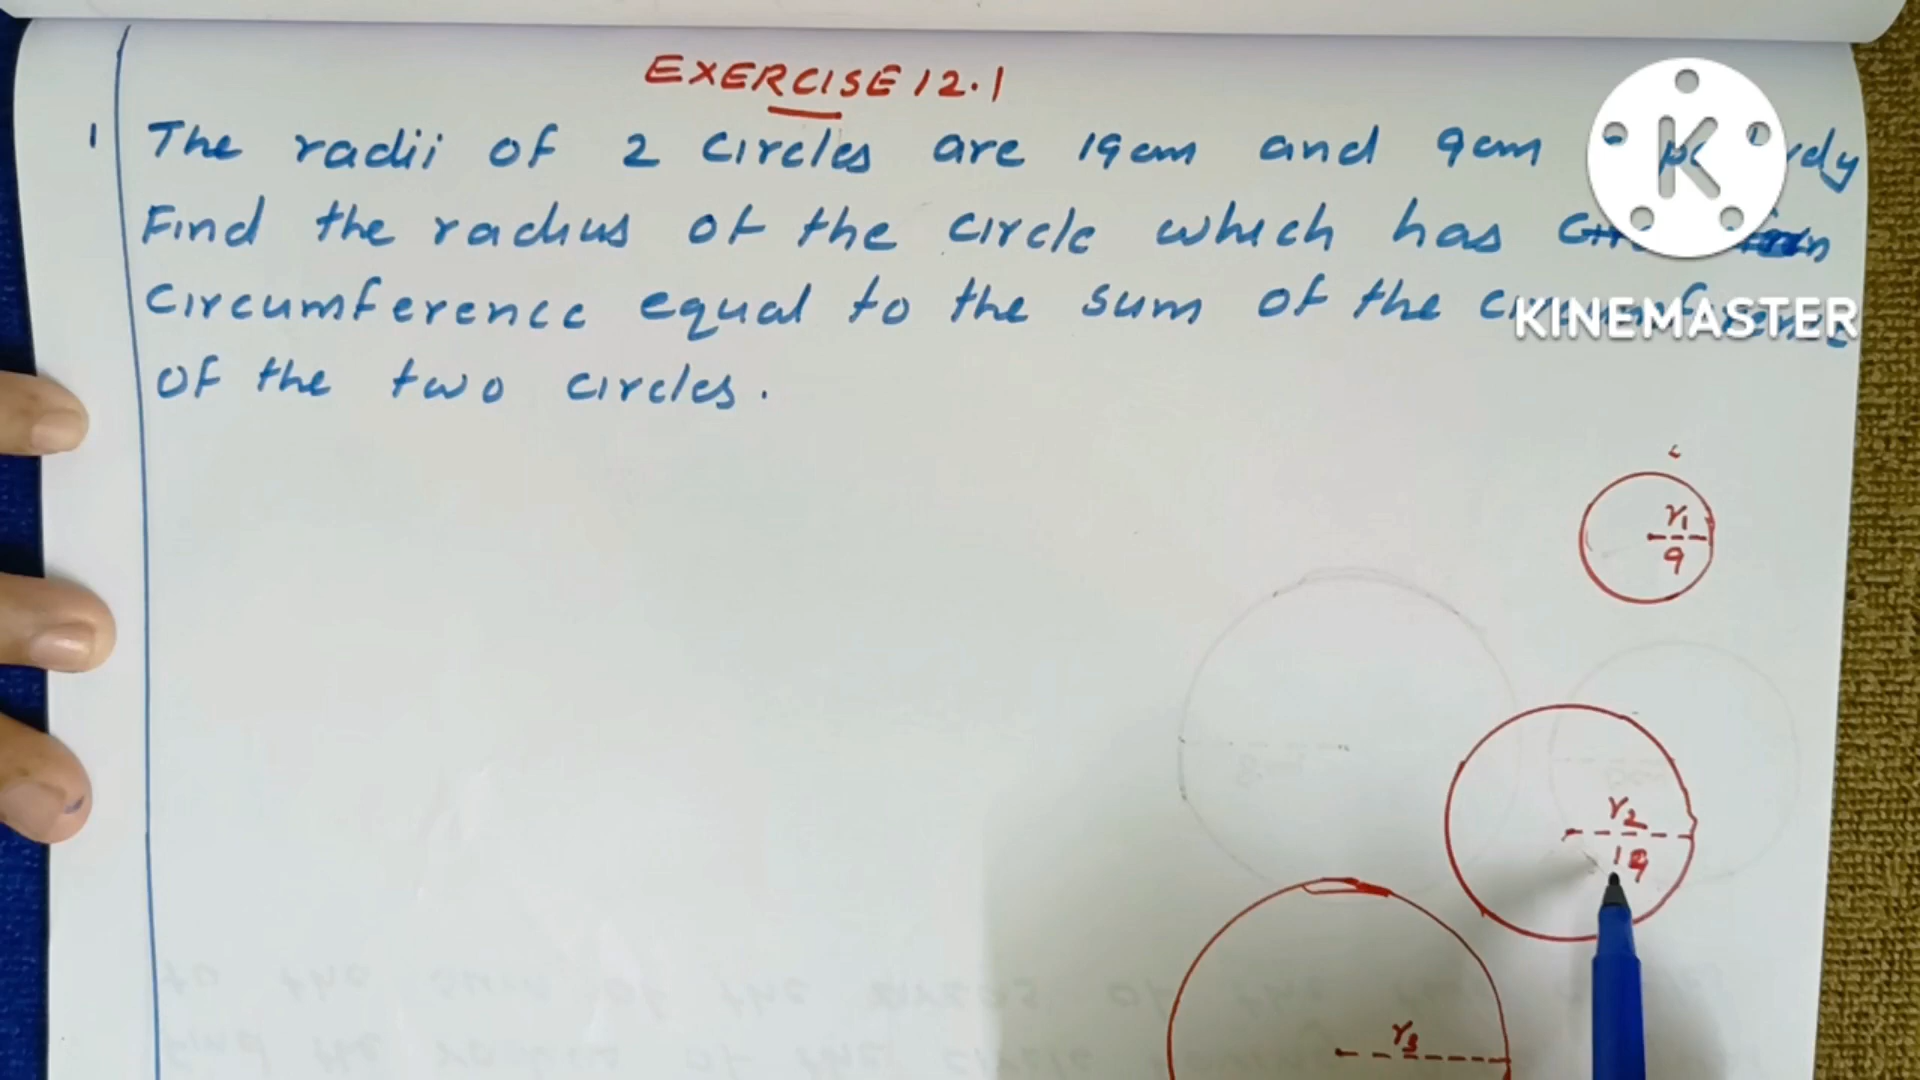 EXERCISE 12.1
1 The radii of 2 circles are 19cm and 9cm
Find the radius of the circle which has
circumference equal to the sum of the
of the two circles.
KINEMASTER
r1
9
r2
19
r3